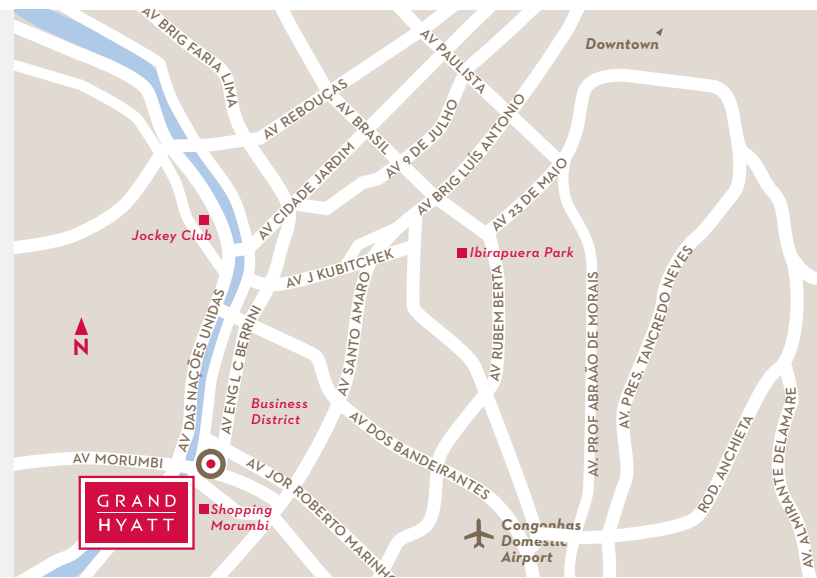 AV BRIG FARIA LIMA
AV PAULISTA
Downtown
AV REBOUÇAS
AV BRASIL
AV 9 DE JULHO
AV BRIG LUÍS ANTONIO
AV CIDADE JARDIM
AV 23 DE MAIO
Jockey Club
Ibirapuera Park
AV J KUBITCHEK
N
AV DAS NAÇÕES UNIDAS
AV ENG L C BERRINI
AV SANTO AMARO
AV RUBEM BERTA
AV. PROF ABRAÃO DE MORAIS
AV. PRES. TANCREDO NEVES
Business
District
AV DOS BANDEIRANTES
ROD. ANCHIETA
AV. ALMIRANTE DELAMARE
AV MORUMBI
AV JOR ROBERTO MARINHO
GRAND
HYATT
Shopping
Morumbi
Congonhas
Domestic
Airport